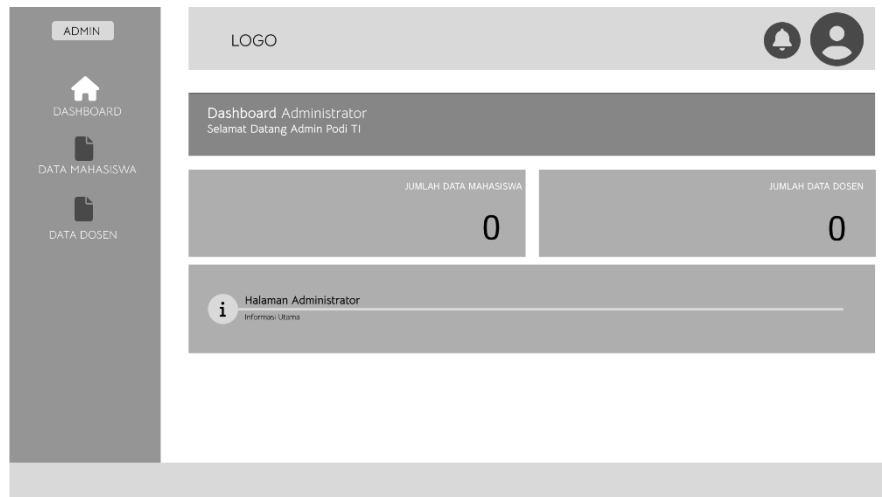 ADMIN
LOGO
DASHBOARD
DATA MAHASISWA
DATA DOSEN
Dashboard Administrator
Selamat Datang Admin Podi TI
JUMLAH DATA MAHASISWA
0
JUMLAH DATA DOSEN
0
i
Halaman Administrator
Informasi Utama